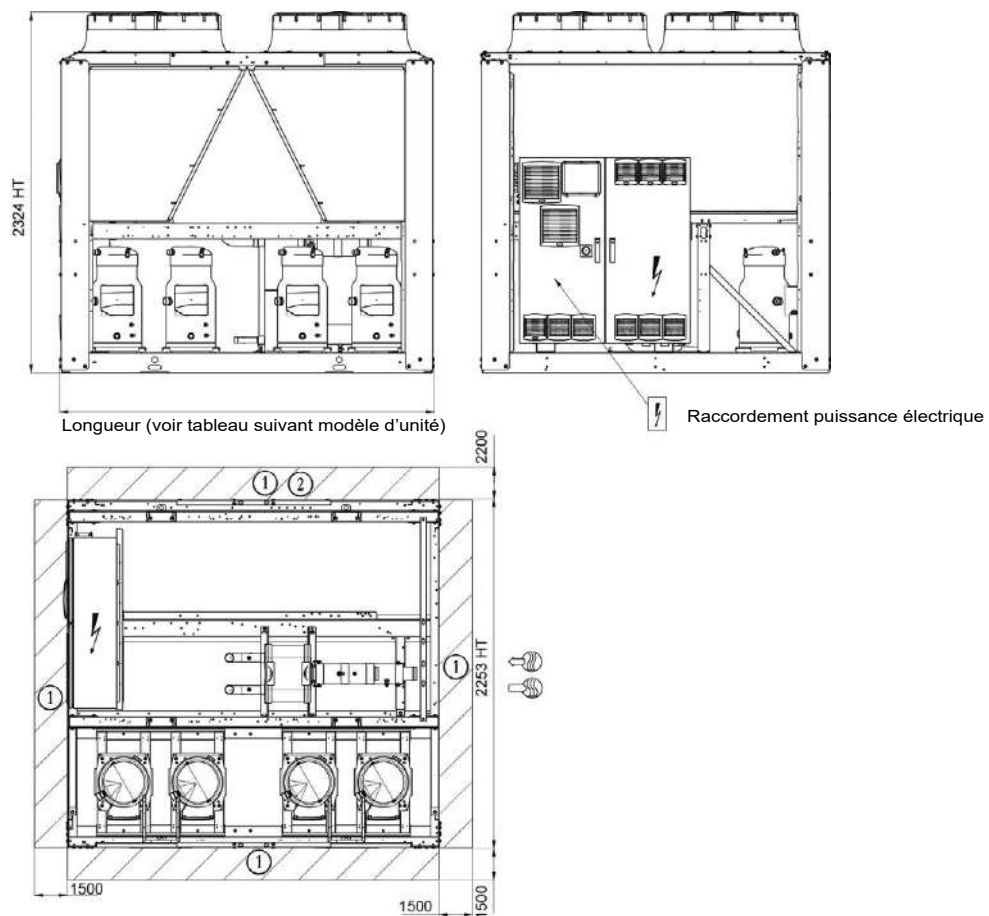 2324 HT
Longueur (voir tableau suivant modèle d’unité)
Raccordement puissance électrique
2200
1 2
2253 HT
1
1
1
1500
1500
1500